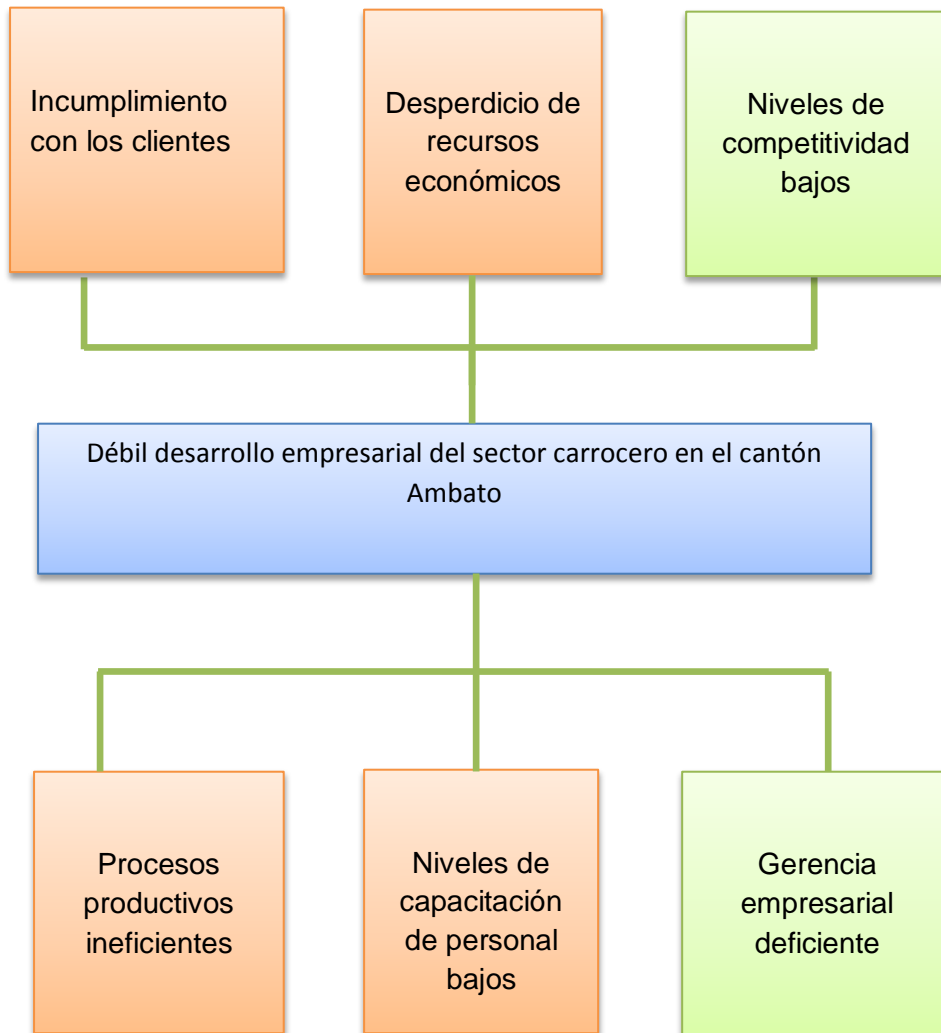 Incumplimiento
con los clientes
Desperdicio de
recursos
económicos
Niveles de
competitividad
bajos
Débil desarrollo empresarial del sector carrocero en el cantón
Ambato
Procesos
productivos
ineficientes
Niveles de
capacitación
de personal
bajos
Gerencia
empresarial
deficiente